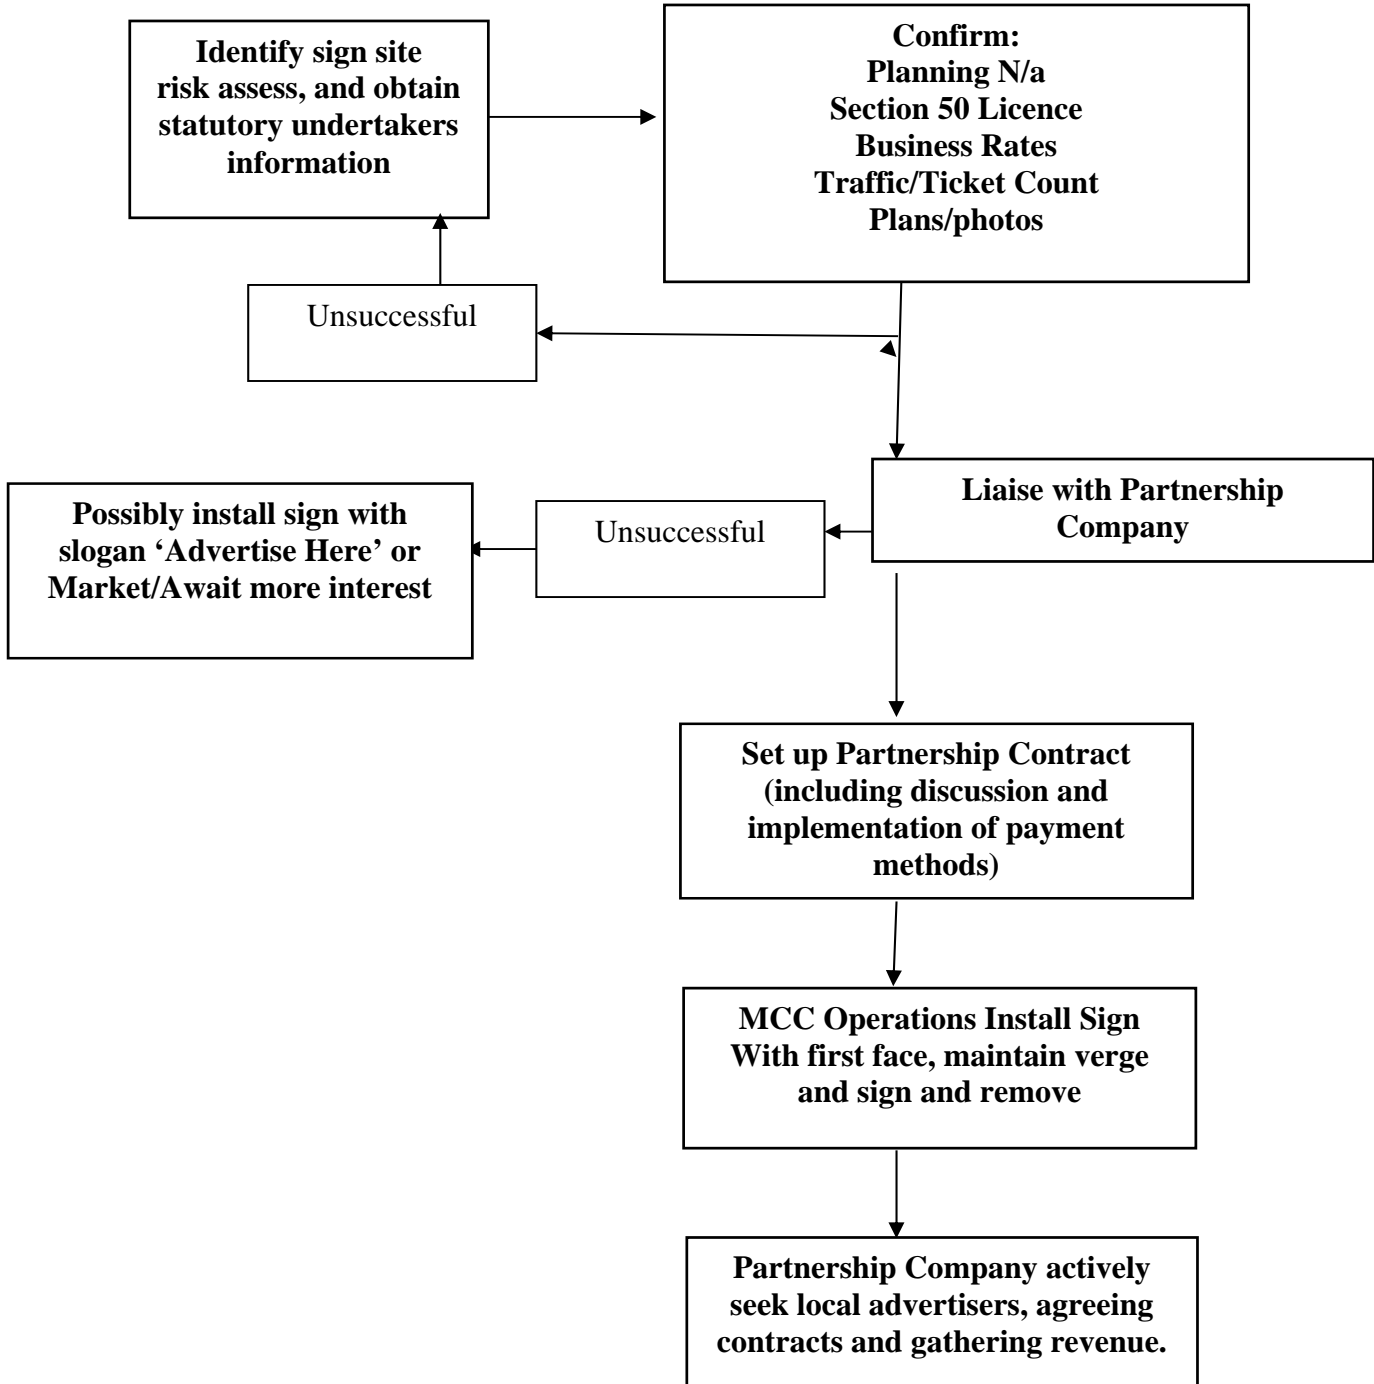 Identify sign site
risk assess, and obtain
statutory undertakers
information
Confirm:
Planning N/a
Section 50 Licence
Business Rates
Traffic/Ticket Count
Plans/photos
Unsuccessful
Liaise with Partnership
Company
Unsuccessful
Possibly install sign with
slogan ‘Advertise Here’ or
Market/Await more interest
Set up Partnership Contract
(including discussion and
implementation of payment
methods)
MCC Operations Install Sign
With first face, maintain verge
and sign and remove
Partnership Company actively
seek local advertisers, agreeing
contracts and gathering revenue.